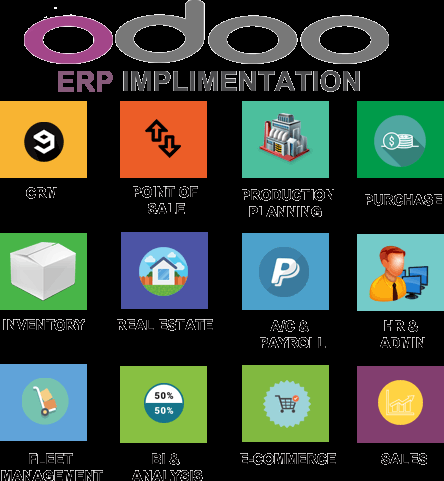 odoo
ERP IMPLIMENTATION
CRM
POINT OF
SALE
PRODUCTION
PLANNING
PURCHASE
INVENTORY
REAL ESTATE
A/C &
PAYROLL
HR &
ADMIN
50%
50%
FLEET
MANAGEMENT
BI &
ANALYSIS
E-COMMERCE
SALES